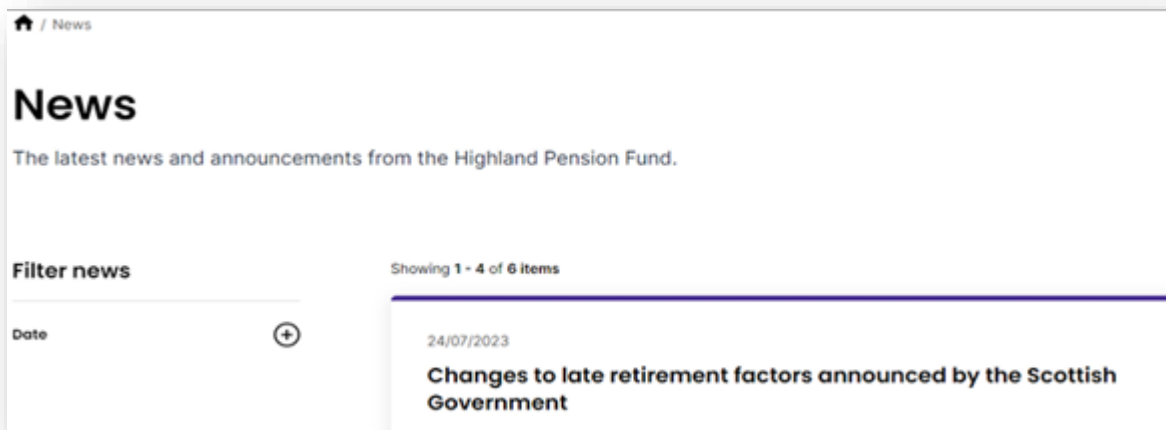 / News
News
The latest news and announcements from the Highland Pension Fund.
Filter news
Date
Showing 1 - 4 of 6 items
24/07/2023
Changes to late retirement factors announced by the Scottish
Government